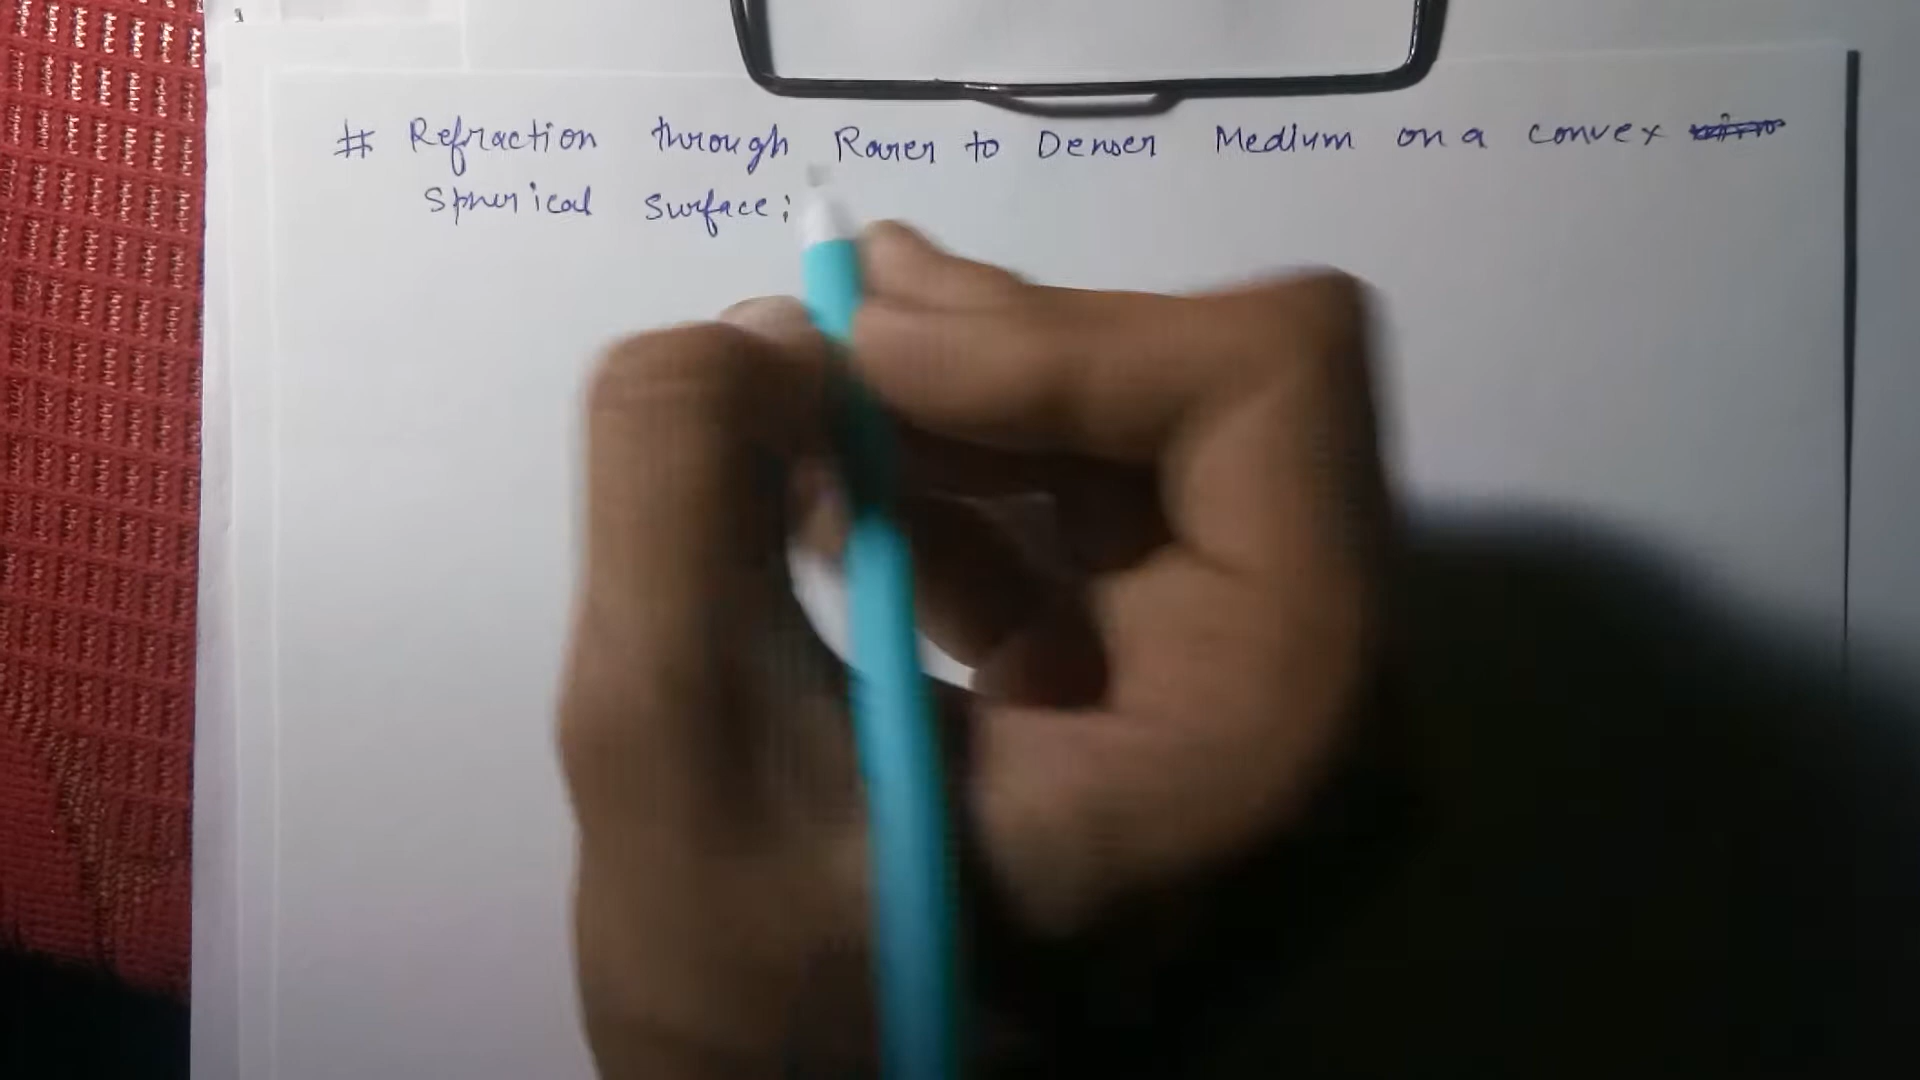 # Refraction through Rarer to Denser Medium on a convex
Spherical Surface: